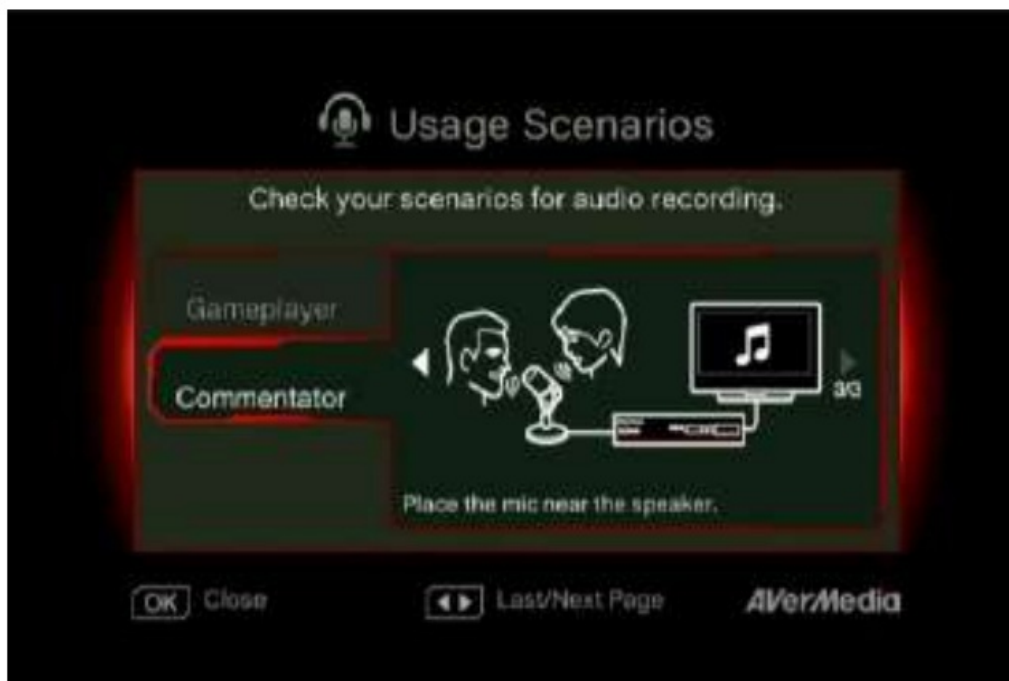 Usage Scenarios
Check your scenarios for audio recording.
Gameplayer
Commentator
3/3
Place the mic near the speaker.
OK Close
Last/Next Page
AVerMedia